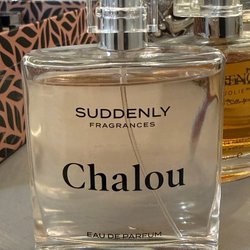 SUDDENLY
FRAGRANCES
Chalou
EAU DE PARFUM